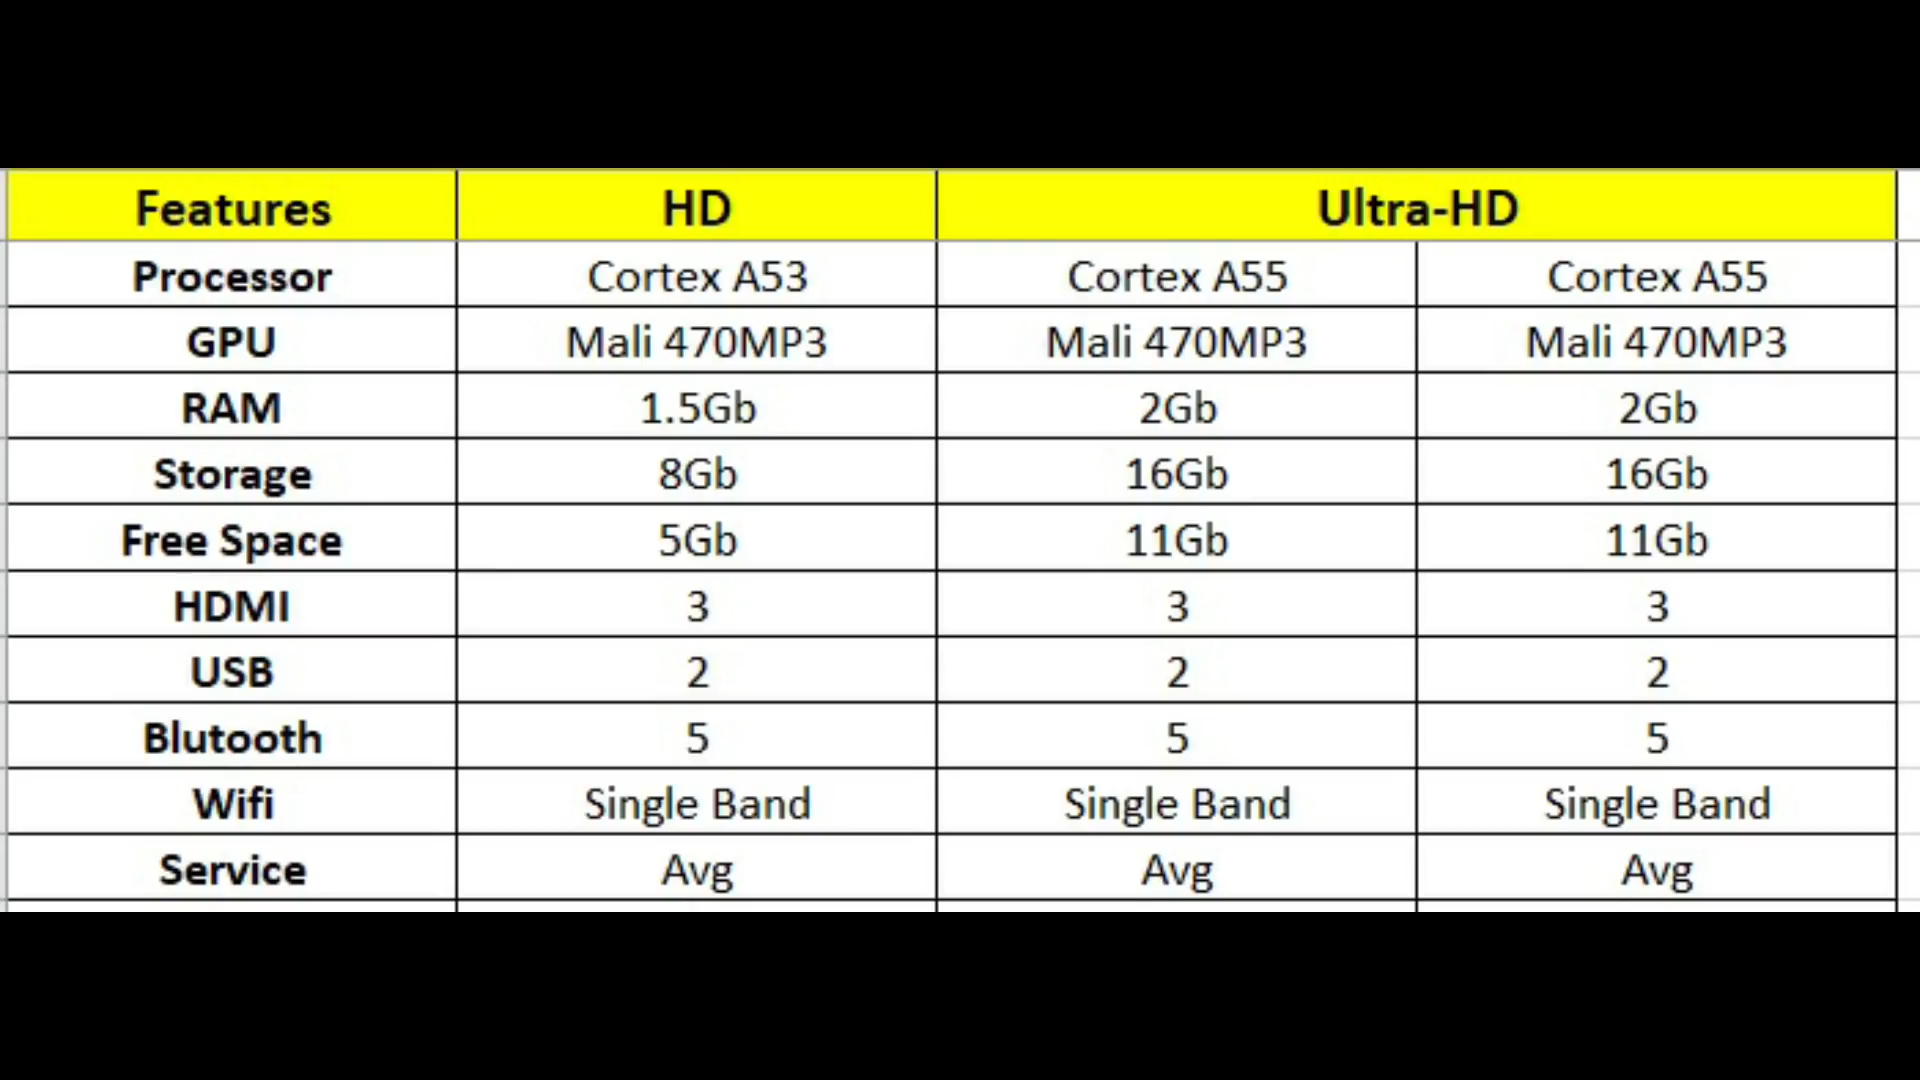 Features HD Ultra-HD
Processor Cortex A53 Cortex A55 Cortex A55
GPU Mali 470MP3 Mali 470MP3 Mali 470MP3
RAM 1.5Gb 2Gb 2Gb
Storage 8Gb 16Gb 16Gb
Free Space 5Gb 11Gb 11Gb
HDMI 3 3 3
USB 2 2 2
Blutooth 5 5 5
Wifi Single Band Single Band Single Band
Service Avg Avg Avg